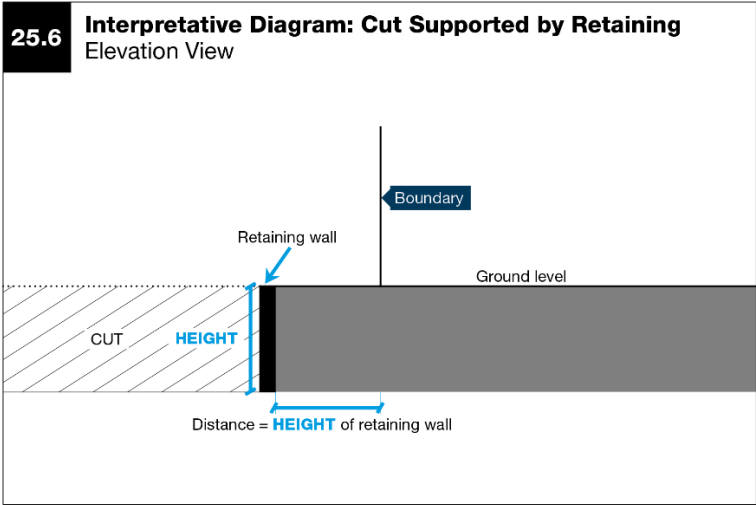 25.6
Interpretative Diagram: Cut Supported by Retaining
Elevation View
Boundary
Retaining wall
Ground level
CUT
HEIGHT
Distance = HEIGHT of retaining wall